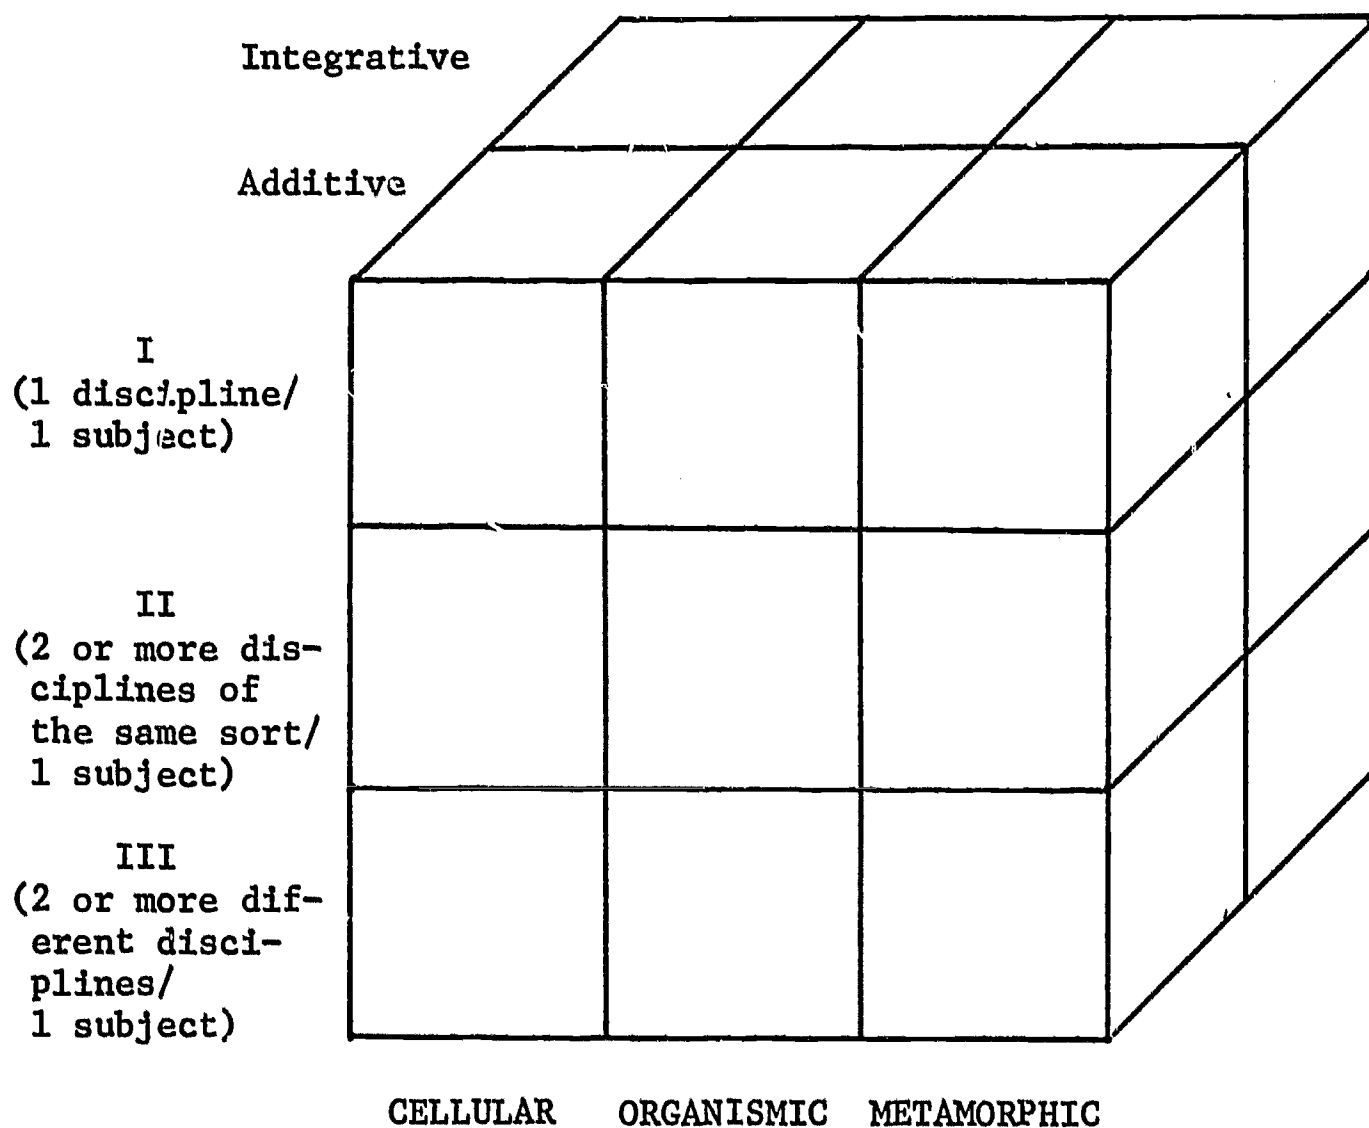 Integrative
Additive
I
(1 discipline/
1 subject)
II
(2 or more dis-
ciplines of
the same sort/
1 subject)
III
(2 or more dif-
erent disci-
plines/
1 subject)
CELLULAR ORGANISMIC METAMORPHIC